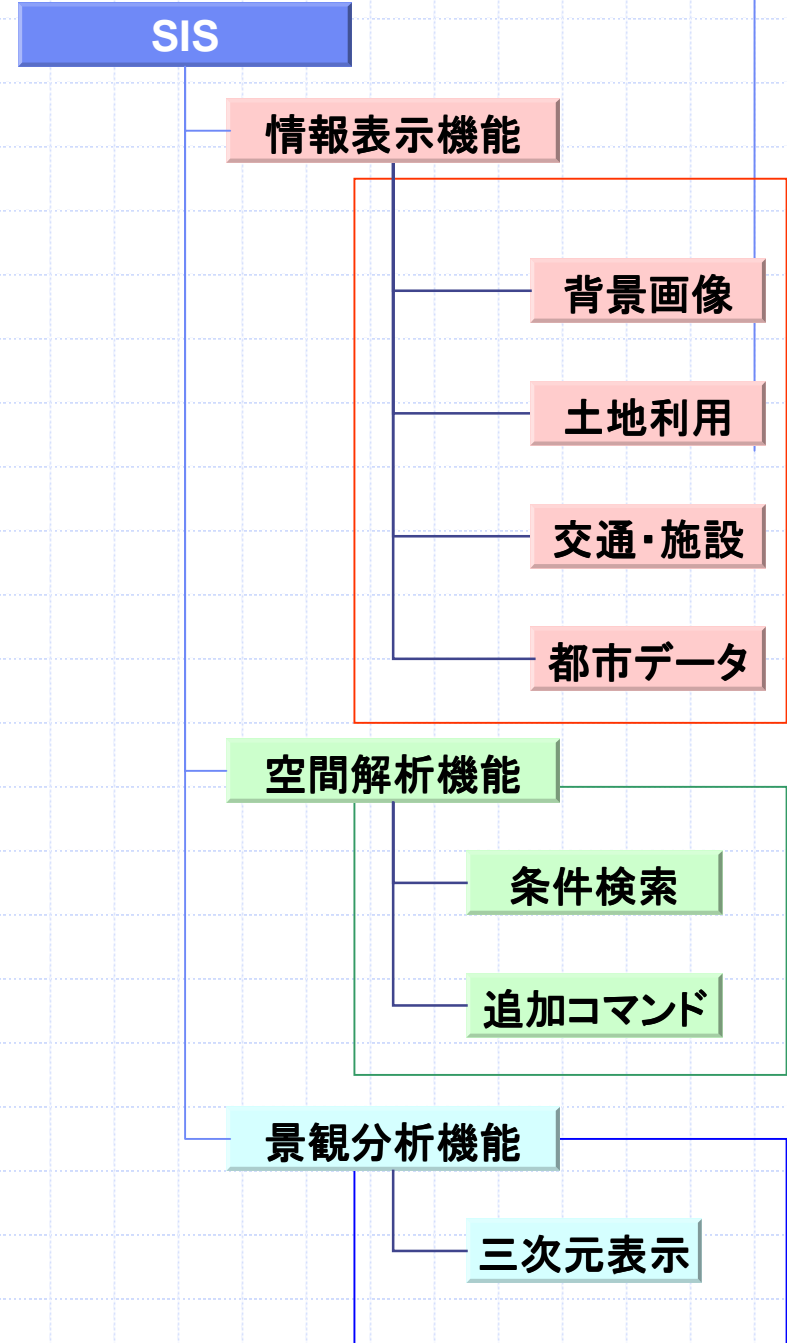 SIS
情報表示機能
背景画像
土地利用
交通・施設
都市データ
空間解析機能
条件検索
追加コマンド
景観分析機能
三次元表示